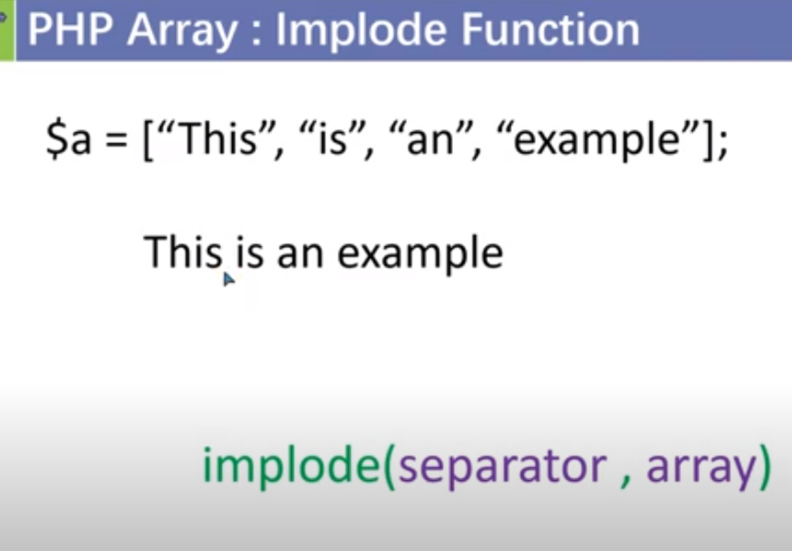 PHP Array : Implode Function
$a = [“This”, “is”, “an”, “example”];
This is an example
implode(separator , array)